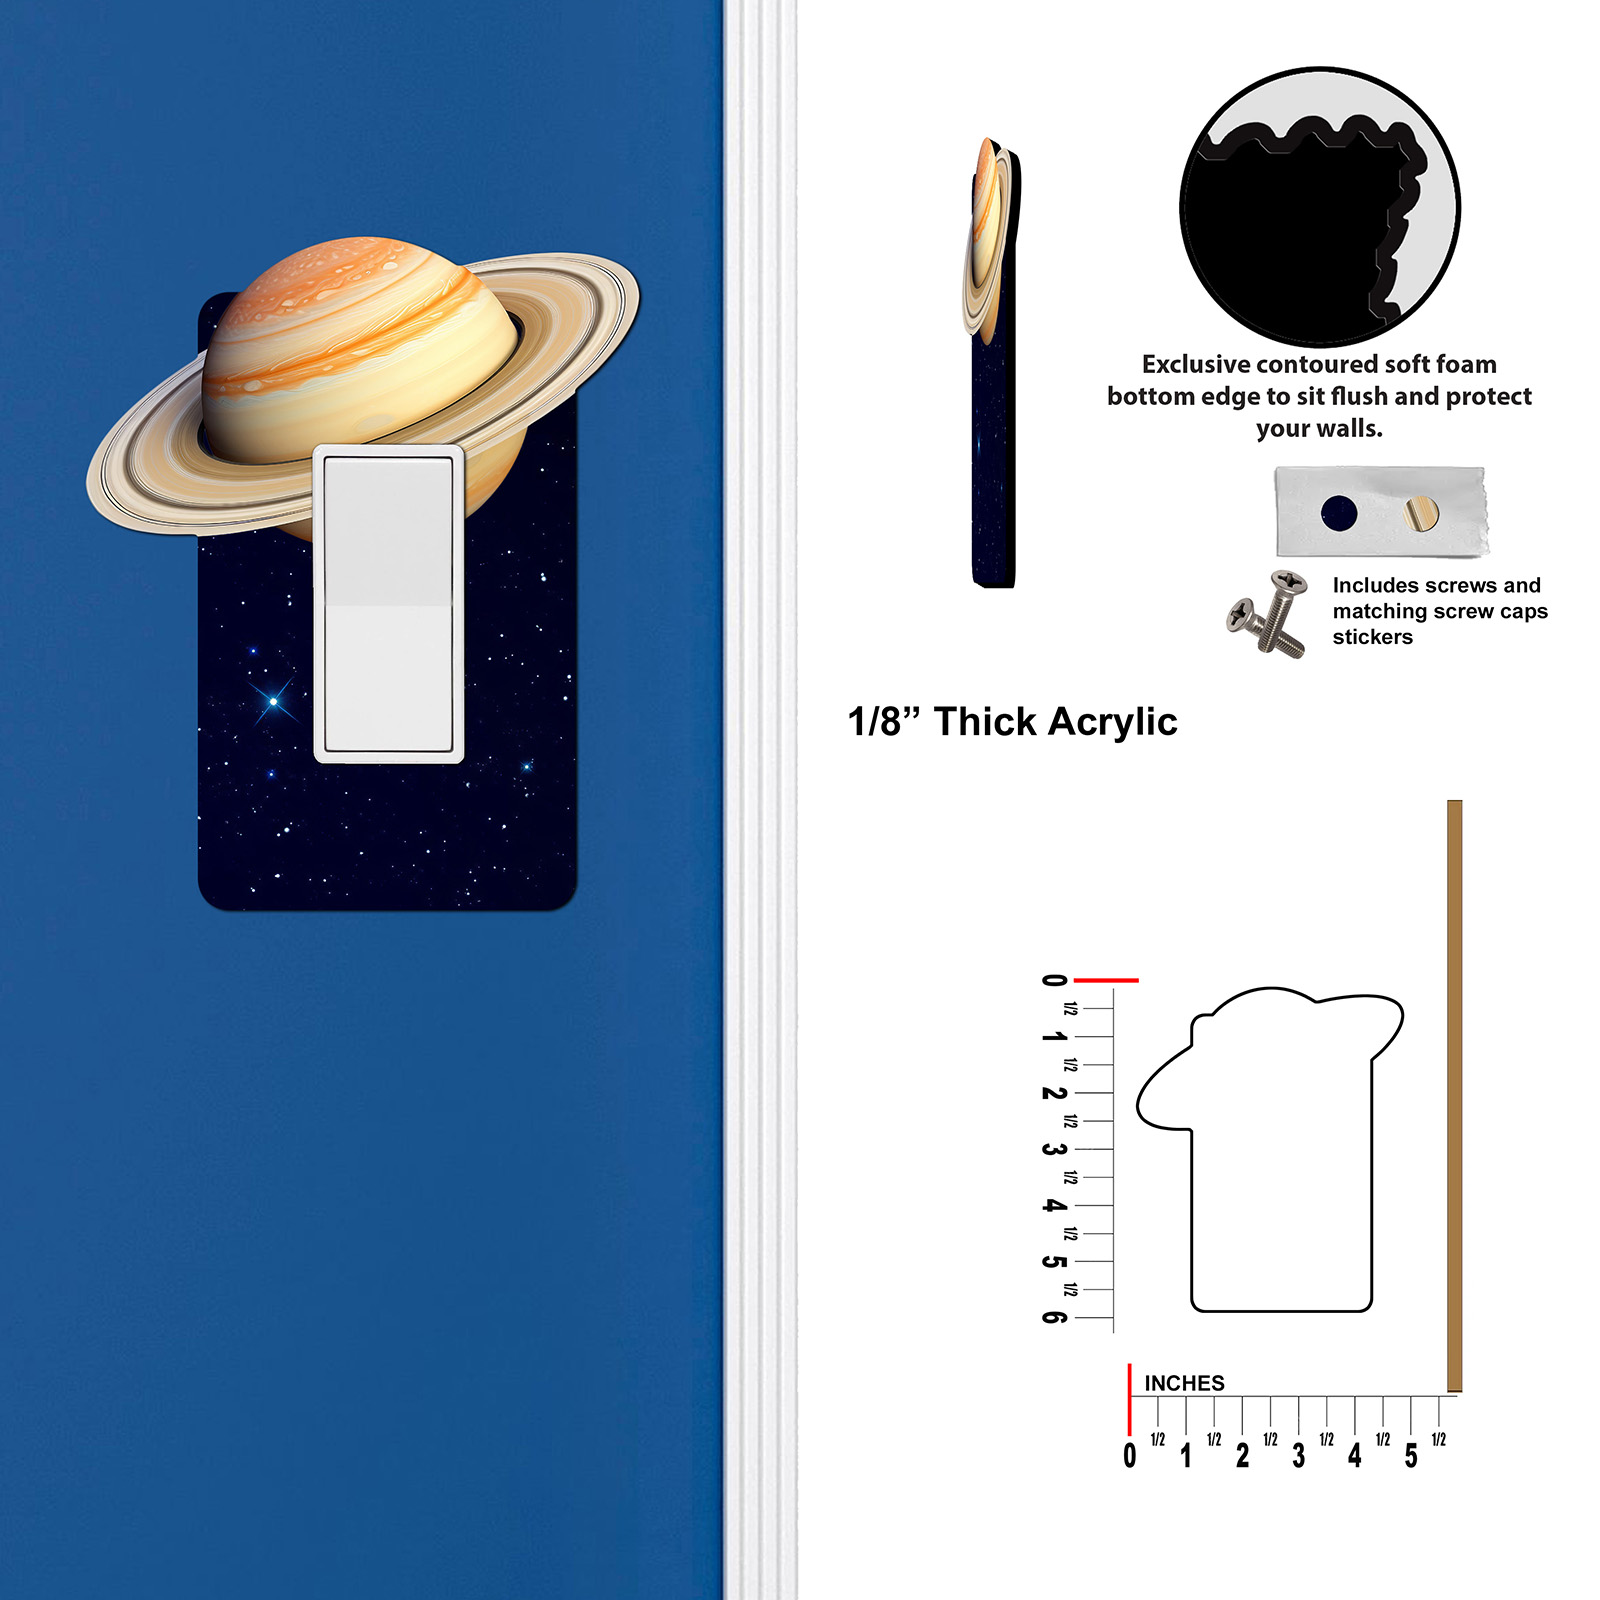 Exclusive contoured soft foam
bottom edge to sit flush and protect
your walls.
Includes screws and
matching screw caps
stickers
1/8” Thick Acrylic
0
1/2
1
1/2
2
1/2
3
1/2
4
1/2
5
1/2
6
INCHES
0 1/2 1 1/2 2 1/2 3 1/2 4 1/2 5 1/2